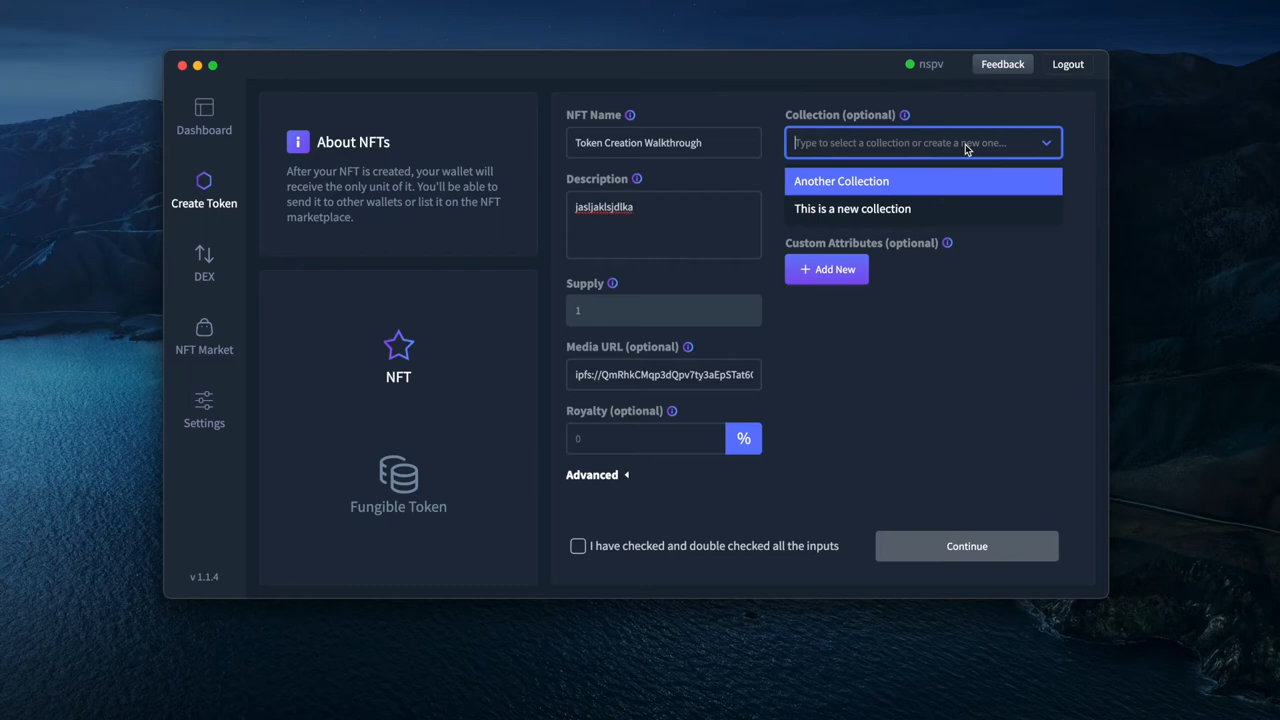 nspv
Feedback
Logout
Dashboard
Create Token
DEX
NFT Market
Settings
v 1.1.4
i
About NFTs
After your NFT is created, your wallet will
receive the only unit of it. You'll be able to
send it to other wallets or list it on the NFT
marketplace.
NFT
Fungible Token
NFT Name
Token Creation Walkthrough
Description
jasljaklsjdlka
Supply
1
Media URL (optional)
ipfs://QmRhkCMqp3dQpv7ty3aEpSTat6
Royalty (optional)
0
%
Advanced
Collection (optional)
Type to select a collection or create a new one...
Another Collection
This is a new collection
Custom Attributes (optional)
+ Add New
I have checked and double checked all the inputs
Continue